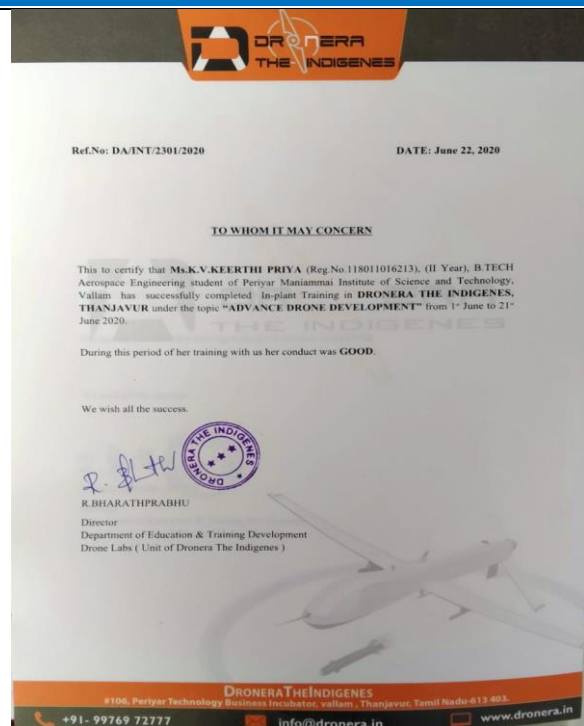 DRONERA
THE INDIGENES
Ref.No: DA/INT/2301/2020
DATE: June 22, 2020
TO WHOM IT MAY CONCERN
This to certify that Ms.K.V.KEERTHI PRIYA (Reg.No.118011016213), (II Year), B.TECH
Aerospace Engineering student of Periyar Maniammai Institute of Science and Technology,
Vallam has successfully completed In-plant Training in DRONERA THE INDIGENES,
THANJAVUR under the topic "ADVANCE DRONE DEVELOPMENT" from 1st June to 21st
June 2020.
THE INDIGENES
During this period of her training with us her conduct was GOOD.
We wish all the success.
DRONERA THE INDIGENES
R.BHARATHPRABHU
Director
Department of Education & Training Development
Drone Labs ( Unit of Dronera The Indigenes )
DRONERATHEINDIGENES
#106, Periyar Technology Business Incubator, vallam , Thanjavur, Tamil Nadu-613 403.
+91- 99769 72777
info@dronera.in
www.dronera.in